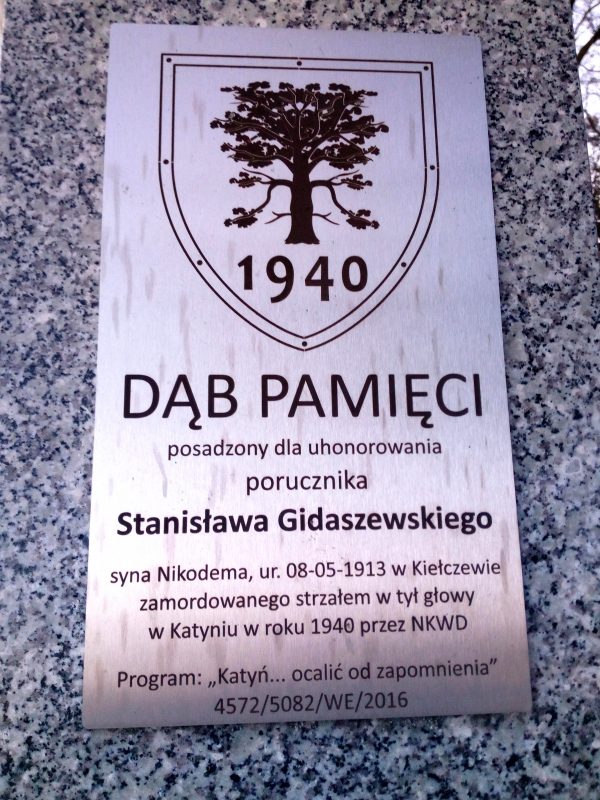 1940
DĄB PAMIĘCI
posadzony dla uhonorowania
porucznika
Stanisława Gidaszewskiego
syna Nikodema, ur. 08-05-1913 w Kiełczewie
zamordowanego strzałem w tył głowy
w Katyniu w roku 1940 przez NKWD
Program: „Katyń... ocalić od zapomnienia”
4572/5082/WE/2016